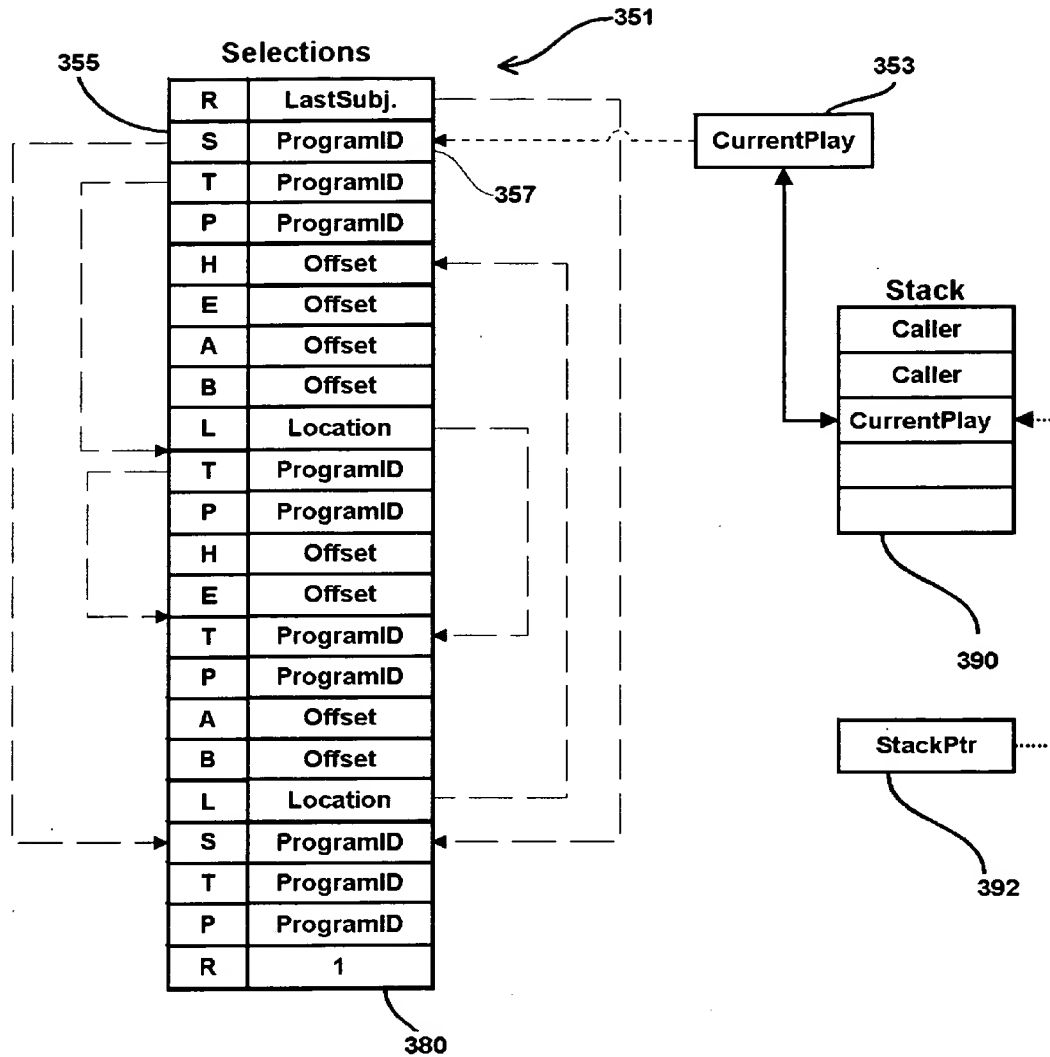 351
Selections
355
353
R LastSubj.
S ProgramID
CurrentPlay
T ProgramID
357
P ProgramID
H Offset
E Offset
A Offset
B Offset
L Location
T ProgramID
P ProgramID
H Offset
E Offset
T ProgramID
P ProgramID
A Offset
B Offset
L Location
S ProgramID
T ProgramID
P ProgramID
R 1
380
Stack
Caller
Caller
CurrentPlay
390
StackPtr
392